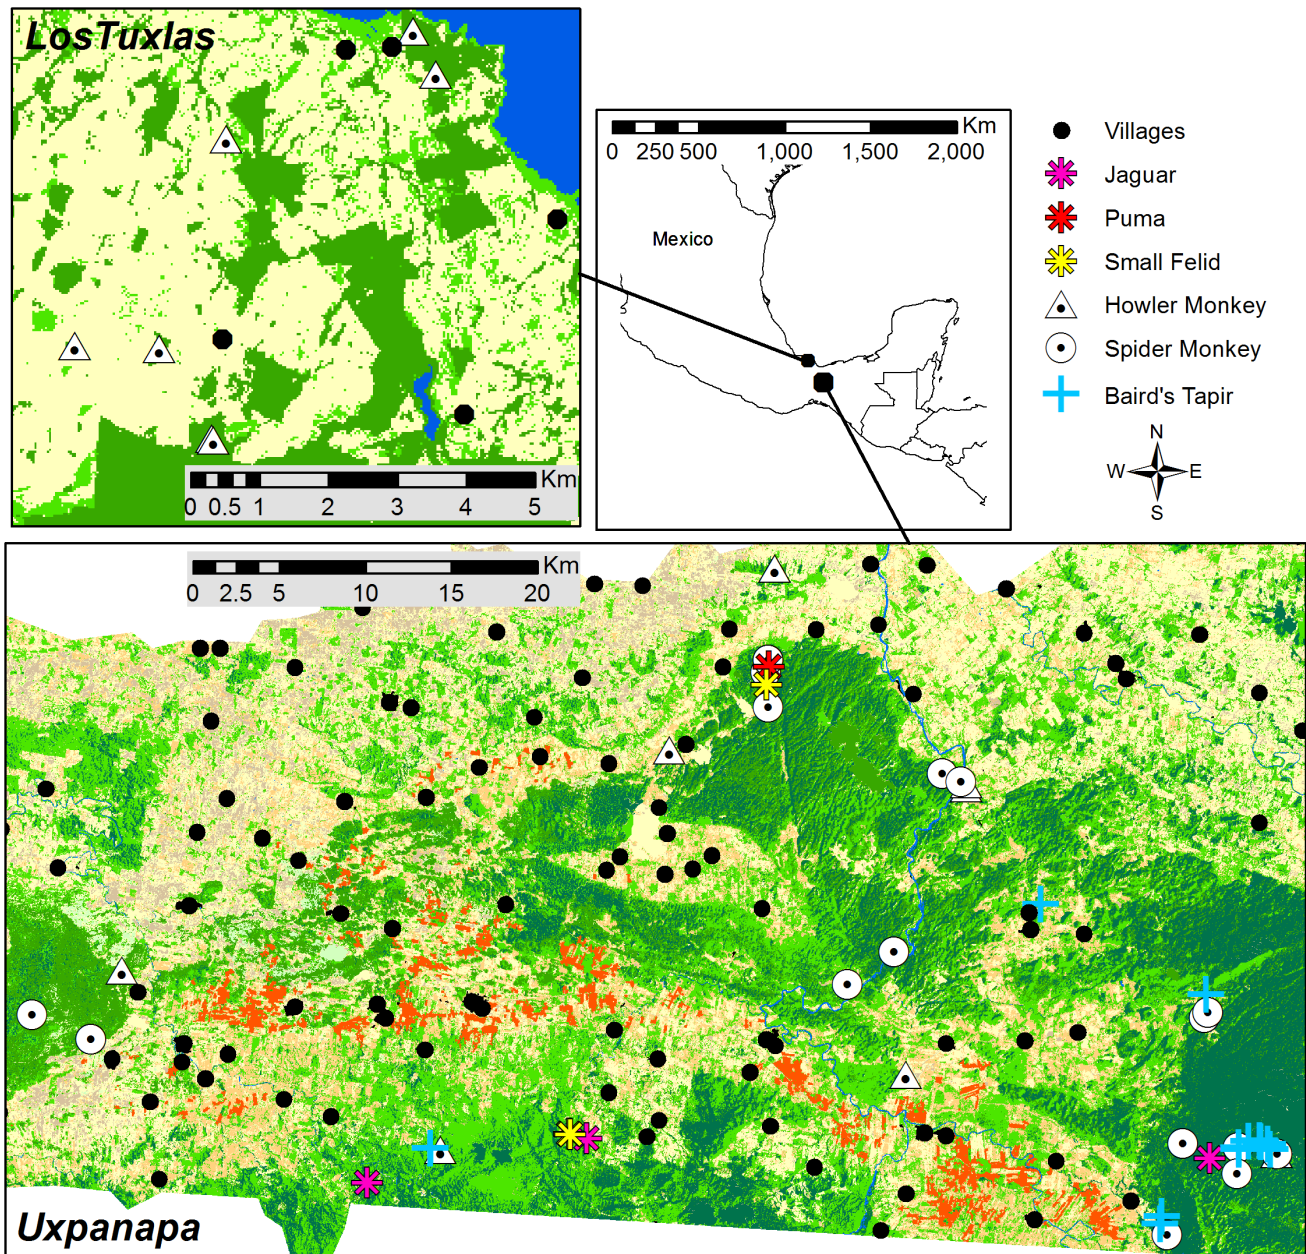 LosTuxlas
Km
0 0.5 1 2 3 4 5
Km
0 250 500 1,000 1,500 2,000
Mexico
Villages
Jaguar
Puma
Small Felid
Howler Monkey
Spider Monkey
Baird's Tapir
N
W E
S
Km
0 2.5 5 10 15 20
Uxpanapa